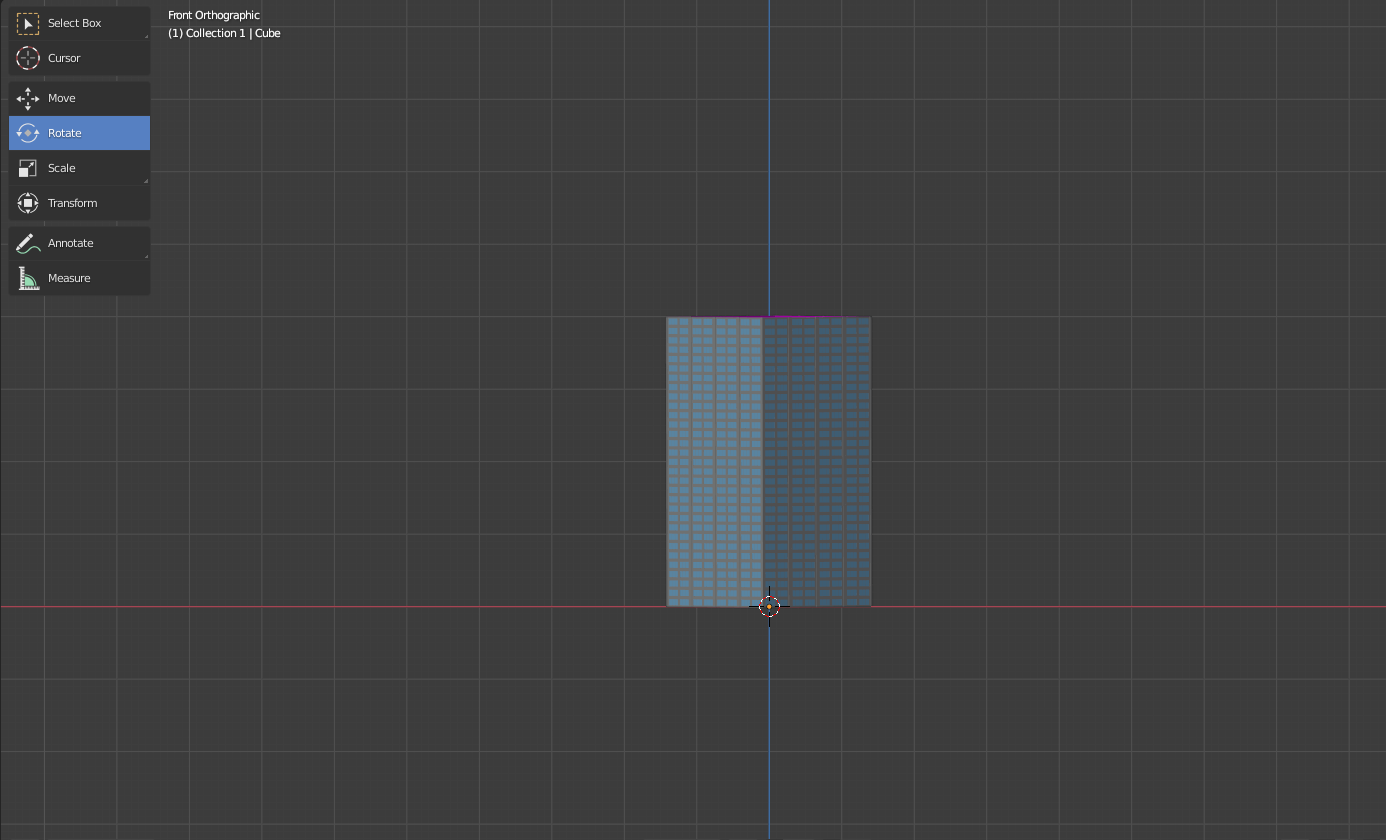 Select Box
Cursor
Move
Rotate
Scale
Transform
Annotate
Measure
Front Orthographic
(1) Collection 1 | Cube